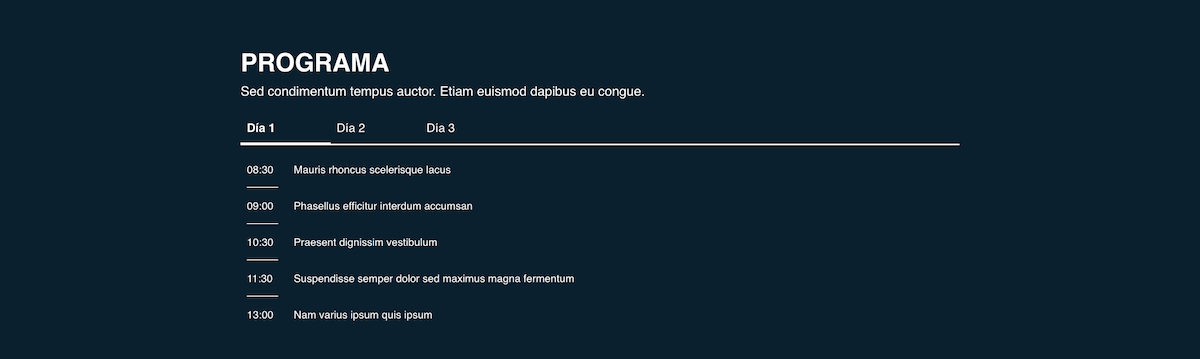 PROGRAMA
Sed condimentum tempus auctor. Etiam euismod dapibus eu congue.
Día 1 Día 2 Día 3
08:30 Mauris rhoncus scelerisque lacus
09:00 Phasellus efficitur interdum accumsan
10:30 Praesent dignissim vestibulum
11:30 Suspendisse semper dolor sed maximus magna fermentum
13:00 Nam varius ipsum quis ipsum